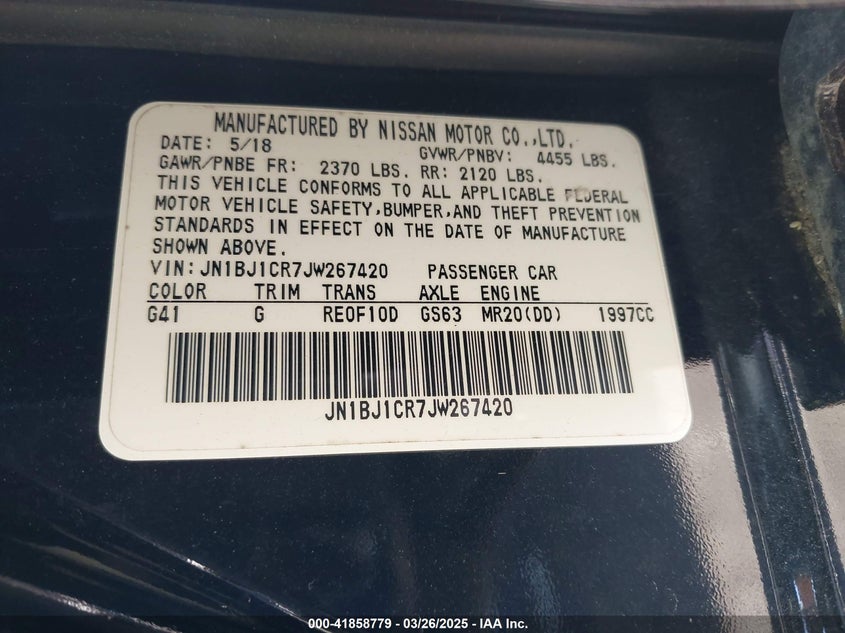 MANUFACTURED BY NISSAN MOTOR CO.,LTD.
DATE: 5/18 GVWR/PNBV: 4455 LBS.
GAWR/PNBE FR: 2370 LBS. RR: 2120 LBS.
THIS VEHICLE CONFORMS TO ALL APPLICABLE FEDERAL
MOTOR VEHICLE SAFETY,BUMPER,AND THEFT PREVENTION
STANDARDS IN EFFECT ON THE DATE OF MANUFACTURE
SHOWN ABOVE.
VIN:JN1BJ1CR7JW267420 PASSENGER CAR
COLOR TRIM TRANS AXLE ENGINE
G41 G RE0F10D GS63 MR20(DD) 1997CC
JN1BJ1CR7JW267420
000-41858779 - 03/26/2025 - IAA Inc.